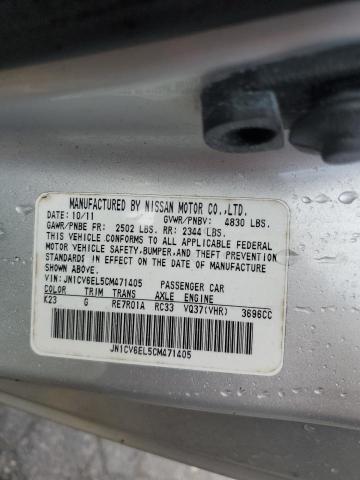 MANUFACTURED BY NISSAN MOTOR CO.,LTD.
DATE: 10/11 GVWR/PNBV: 4830 LBS.
GAWR/PNBE FR: 2502 LBS. RR: 2344 LBS.
THIS VEHICLE CONFORMS TO ALL APPLICABLE FEDERAL
MOTOR VEHICLE SAFETY,BUMPER,AND THEFT PREVENTION
STANDARDS IN EFFECT ON THE DATE OF MANUFACTURE
SHOWN ABOVE.
VIN: JN1CV6EL5CM471405 PASSENGER CAR
COLOR TRIM TRANS AXLE ENGINE
K23 G RE7R01A RC33 VQ37(VHR) 3696CC
JN1CV6EL5CM471405